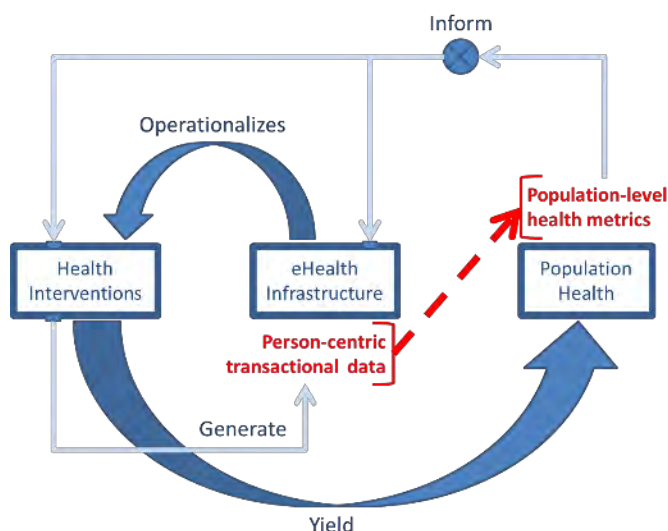 Inform
Operationalizes
Population-level
health metrics
Health
Interventions
eHealth
Infrastructure
Population
Health
Person-centric
transactional data
Generate
Yield